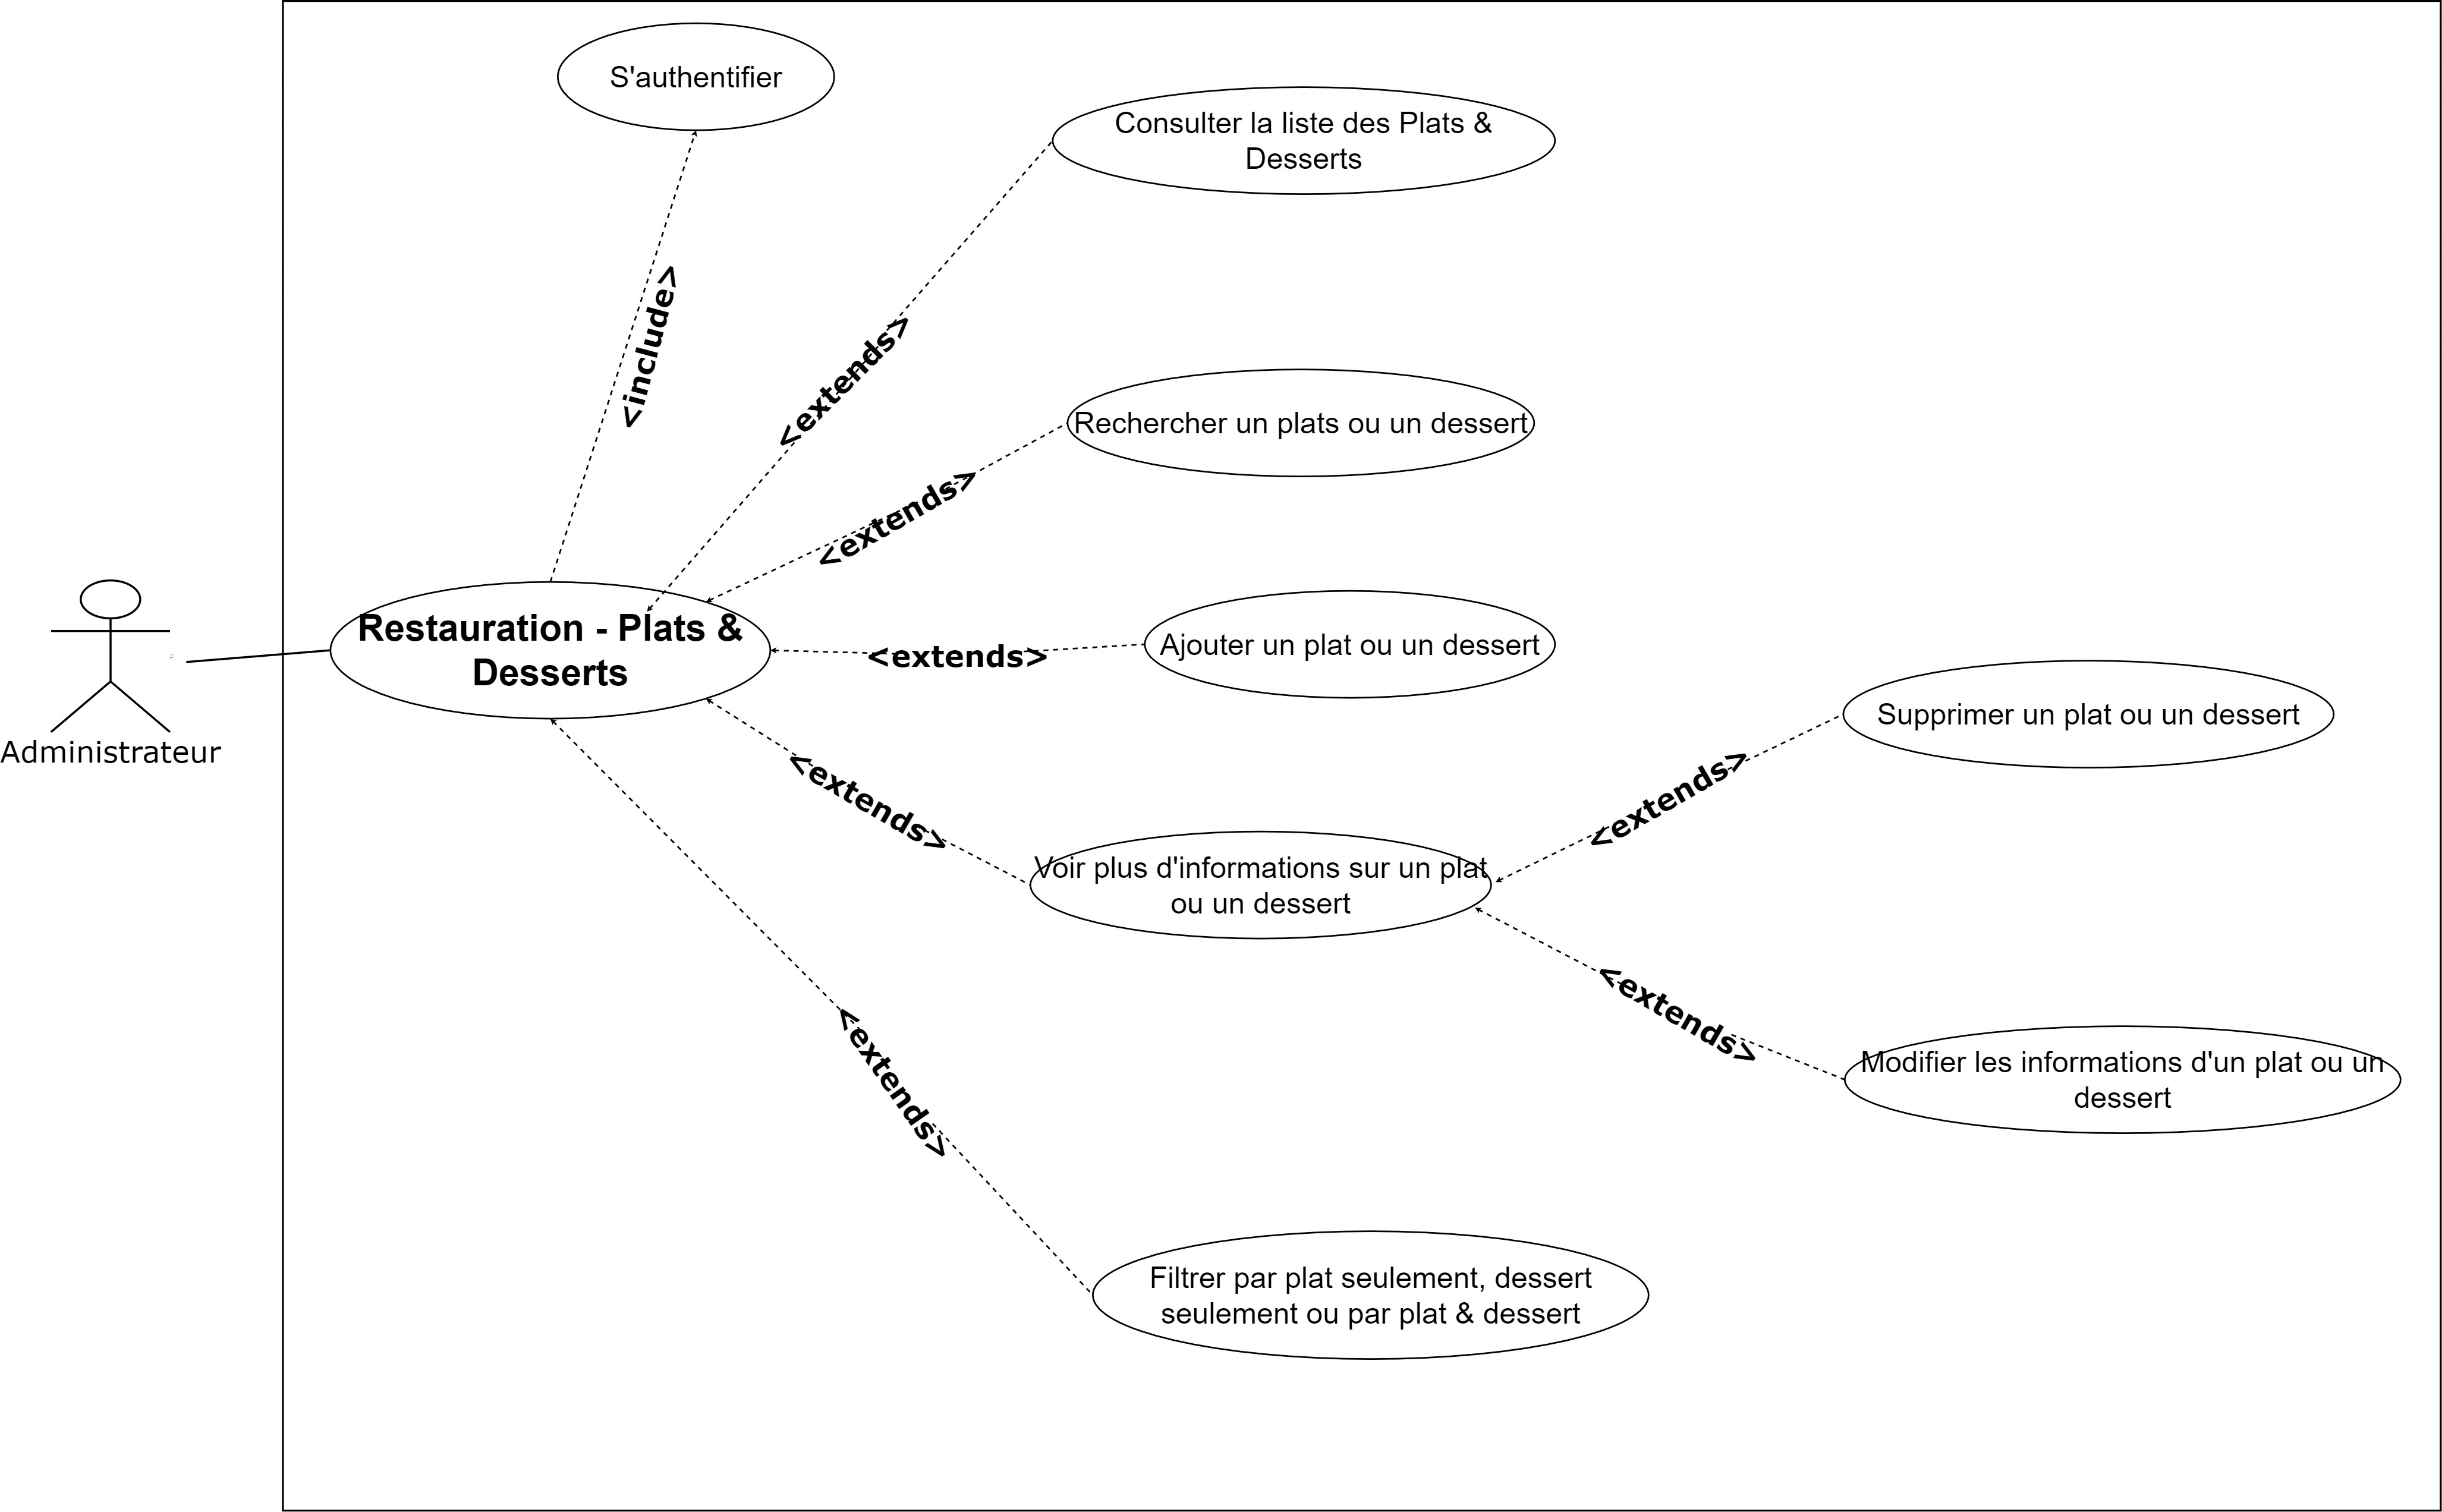 S'authentifier
Consulter la liste des Plats &
Desserts
<include>
<extends>
Rechercher un plats ou un dessert
<extends>
Restauration - Plats &
Desserts
Ajouter un plat ou un dessert
<extends>
Administrateur
Supprimer un plat ou un dessert
<extends>
<extends>
Voir plus d'informations sur un plat
ou un dessert
<extends>
Modifier les informations d'un plat ou un
dessert
<extends>
Filtrer par plat seulement, dessert
seulement ou par plat & dessert